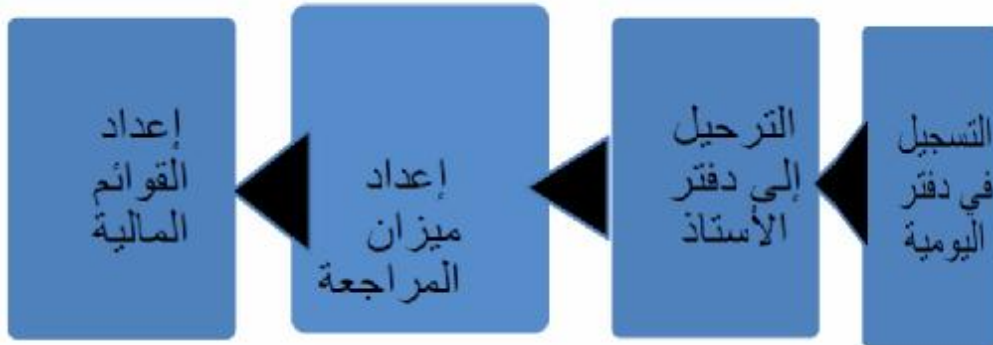 التسجيل
في دفتر
اليومية
الترحيل
إلى دفتر
الأستاذ
إعداد
ميزان
المراجعة
إعداد
القوائم
المالية